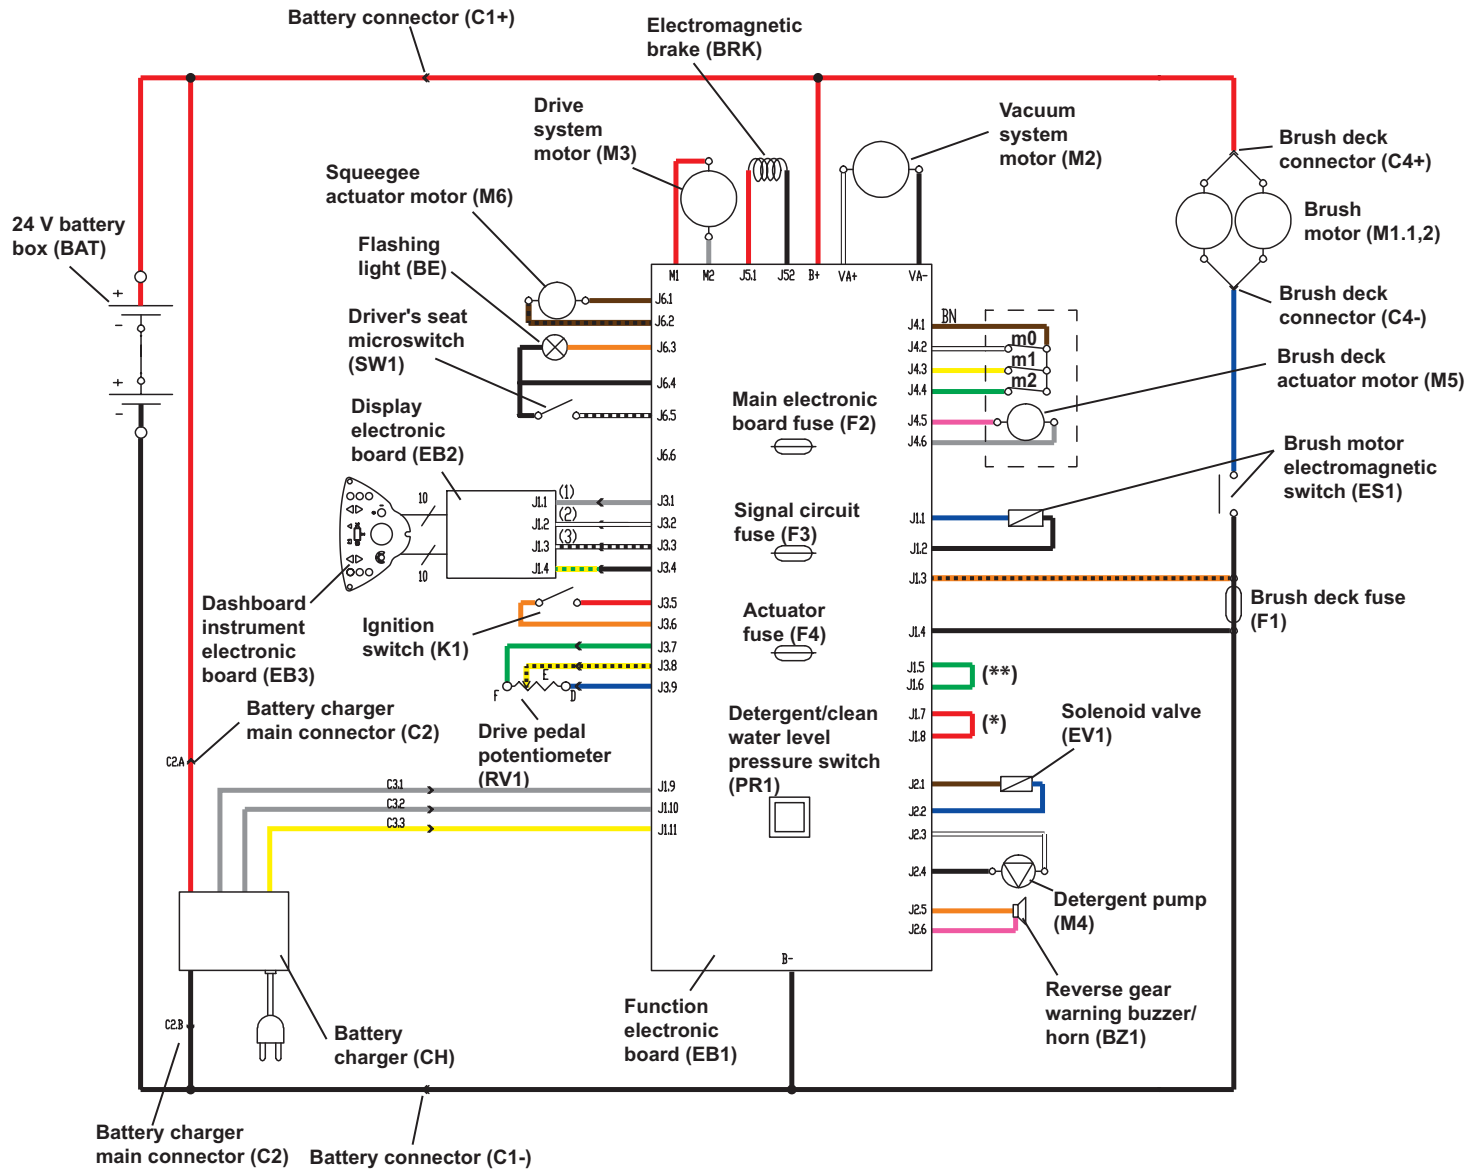 Battery connector (C1+)
Electromagnetic
brake (BRK)
Drive
system
motor (M3)
Vacuum
system
motor (M2)
Brush deck
connector (C4+)
Squeegee
actuator motor (M6)
24 V battery
box (BAT)
Brush
motor (M1.1,2)
Flashing
light (BE)
Driver's seat
microswitch
(SW1)
Brush deck
connector (C4-)
Brush deck
actuator motor (M5)
Display
electronic
board (EB2)
Brush motor
electromagnetic
switch (ES1)
+
-
+
-
M1
M2
J5.1
J5.2
B+
VA+
VA-
J6.1
J6.2
J6.3
J6.4
J6.5
J6.6
J3.1
J3.2
J3.3
J3.4
J3.5
J3.6
J3.7
J3.8
J3.9
J1.9
J1.10
J1.11
J1.1
J1.2
J1.3
J1.4
(1)
(2)
(3)
10
10
Main electronic
board fuse (F2)
Signal circuit
fuse (F3)
Actuator
fuse (F4)
Detergent/clean
water level
pressure switch
(PR1)
BN
m0
m1
m2
J4.1
J4.2
J4.3
J4.4
J4.5
J4.6
J1.1
J1.2
J1.3
J1.4
J1.5
J1.6
J1.7
J1.8
J2.1
J2.2
J2.3
J2.4
J2.5
J2.6
(**)
(*)
Brush deck fuse
(F1)
Dashboard
instrument
electronic
board (EB3)
Ignition
switch (K1)
F
E
D
Drive pedal
potentiometer
(RV1)
Battery charger
main connector (C2)
C2.A
C3.1
C3.2
C3.3
Solenoid valve
(EV1)
Detergent pump
(M4)
Reverse gear
warning buzzer/
horn (BZ1)
B-
Function
electronic
board (EB1)
C2.B
Battery
charger (CH)
Battery charger
main connector (C2)
Battery connector (C1-)